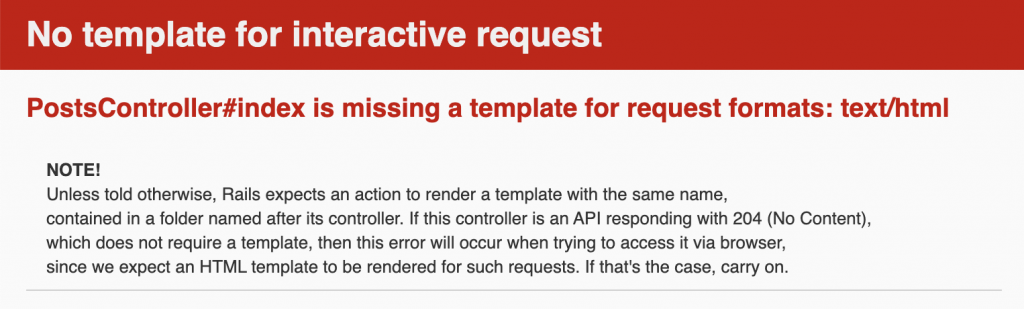 No template for interactive request
PostsController#index is missing a template for request formats: text/html
NOTE!
Unless told otherwise, Rails expects an action to render a template with the same name,
contained in a folder named after its controller. If this controller is an API responding with 204 (No Content),
which does not require a template, then this error will occur when trying to access it via browser,
since we expect an HTML template to be rendered for such requests. If that's the case, carry on.